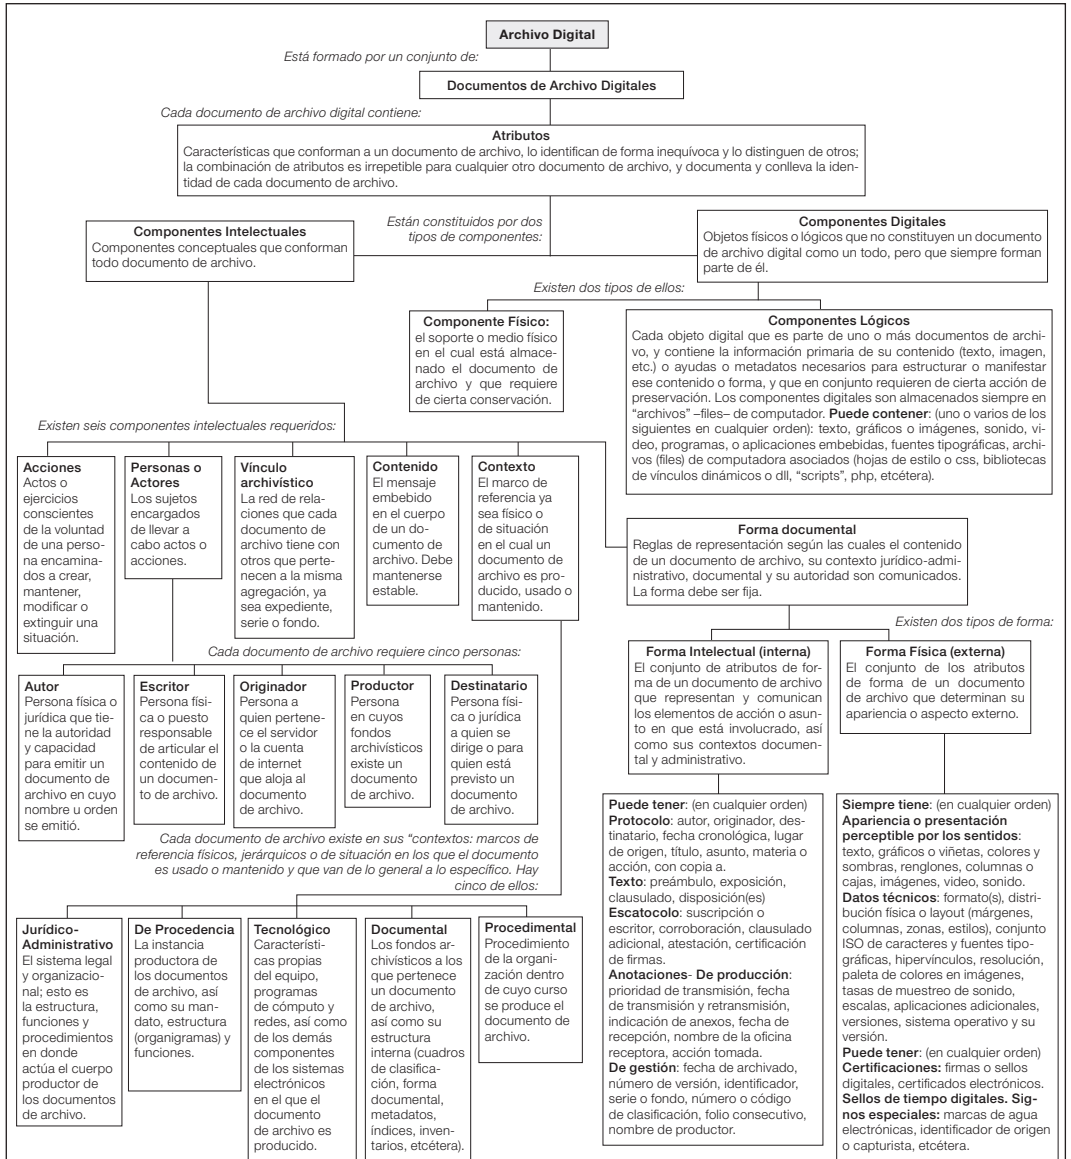 Archivo Digital
Está formado por un conjunto de:
Documentos de Archivo Digitales
Cada documento de archivo digital contiene:
Atributos
Características que conforman a un documento de archivo, lo identifican de forma inequívoca y lo distinguen de otros;
la combinación de atributos es irrepetible para cualquier otro documento de archivo, y documenta y conlleva la iden-
tidad de cada documento de archivo.
Están constituidos por dos
tipos de componentes:
Componentes Intelectuales
Componentes conceptuales que conforman
todo documento de archivo.
Componentes Digitales
Objetos físicos o lógicos que no constituyen un documento
de archivo digital como un todo, pero que siempre forman
parte de él.
Existen dos tipos de ellos:
Componente Físico:
el soporte o medio físico
en el cual está almace-
nado el documento de
archivo y que requiere
de cierta conservación.
Componentes Lógicos
Cada objeto digital que es parte de uno o más documentos de archi-
vo, y contiene la información primaria de su contenido (texto, imagen,
etc.) o ayudas o metadatos necesarios para estructurar o manifestar
ese contenido o forma, y que en conjunto requieren de cierta acción de
preservación. Los componentes digitales son almacenados siempre en
"archivos" –files– de computador. Puede contener: (uno o varios de los
siguientes en cualquier orden): texto, gráficos o imágenes, sonido, vi-
deo, programas, o aplicaciones embebidas, fuentes tipográficas, archi-
vos (files) de computadora asociados (hojas de estilo o css, bibliotecas
de vínculos dinámicos o dll, "scripts", php, etcétera).
Existen seis componentes intelectuales requeridos:
Acciones
Actos o
ejercicios
conscientes
de la voluntad
de una perso-
na encamina-
dos a crear,
mantener,
modificar o
extinguir una
situación.
Personas o
Actores
Los sujetos
encargados
de llevar a
cabo actos o
acciones.
Vínculo
archivístico
La red de rela-
ciones que cada
documento de
archivo tiene con
otros que perte-
necen a la misma
agregación, ya
sea expediente,
serie o fondo.
Contenido
El mensaje
embebido
en el cuerpo
de un do-
cumento de
archivo. Debe
mantenerse
estable.
Contexto
El marco de
referencia ya
sea físico o
de situación
en el cual un
documento de
archivo es pro-
ducido, usado o
mantenido.
Forma documental
Reglas de representación según las cuales el contenido
de un documento de archivo, su contexto jurídico-admi-
nistrativo, documental y su autoridad son comunicados.
La forma debe ser fija.
Existen dos tipos de forma:
Cada documento de archivo requiere cinco personas:
Autor
Persona física o
jurídica que tie-
ne la autoridad
y capacidad
para emitir un
documento de
archivo en cuyo
nombre u orden
se emitió.
Escritor
Persona físi-
ca o puesto
responsable
de articular el
contenido de
un documen-
to de archivo.
Originador
Persona a
quien pertene-
ce el servidor
o la cuenta
de internet
que aloja al
documento
de archivo.
Productor
Persona
en cuyos
fondos
archivísticos
existe un
documento
de archivo.
Destinatario
Persona físi-
ca o jurídica
a quien se
dirige o para
quien está
previsto un
documento
de archivo.
Forma Intelectual (interna)
El conjunto de atributos de for-
ma de un documento de archivo
que representan y comunican
los elementos de acción o asun-
to en que está involucrado, así
como sus contextos documen-
tal y administrativo.
Forma Física (externa)
El conjunto de los atributos
de forma de un documento
de archivo que determinan su
apariencia o aspecto externo.
Cada documento de archivo existe en sus "contextos: marcos de
referencia físicos, jerárquicos o de situación en los que el documento
es usado o mantenido y que van de lo general a lo específico. Hay
cinco de ellos:
Jurídico-
Administrativo
El sistema legal
y organizacio-
nal; esto es
la estructura,
funciones y
procedimientos
en donde
actúa el cuerpo
productor de
los documentos
de archivo.
De Procedencia
La instancia
productora de
los documentos
de archivo, así
como su man-
dato, estructura
(organigramas) y
funciones.
Tecnológico
Característi-
cas propias
del equipo,
programas
de cómputo y
redes, así como
de los demás
componentes
de los sistemas
electrónicos
en el que el
documento
de archivo es
producido.
Documental
Los fondos ar-
chivísticos a los
que pertenece
un documento
de archivo,
así como su
estructura
interna (cuadros
de clasifica-
ción, forma
documental,
metadatos,
índices, inven-
tarios, etcétera).
Procedimental
Procedimiento
de la organi-
zación dentro
de cuyo curso
se produce el
documento de
archivo.
Puede tener: (en cualquier orden)
Protocolo: autor, originador, des-
tinatario, fecha cronológica, lugar
de origen, título, asunto, materia o
acción, con copia a.
Texto: preámbulo, exposición,
clausulado, disposición(es)
Escatocolo: suscripción o
escritor, corroboración, clausulado
adicional, atestación, certificación
de firmas.
Anotaciones- De producción:
prioridad de transmisión, fecha
de transmisión y retransmisión,
indicación de anexos, fecha de
recepción, nombre de la oficina
receptora, acción tomada.
De gestión: fecha de archivado,
número de versión, identificador,
serie o fondo, número o código
de clasificación, folio consecutivo,
nombre de productor.
Siempre tiene: (en cualquier orden)
Apariencia o presentación
perceptible por los sentidos:
texto, gráficos o viñetas, colores y
sombras, renglones, columnas o
cajas, imágenes, video, sonido.
Datos técnicos: formato(s), distri-
bución física o layout (márgenes,
columnas, zonas, estilos), conjunto
ISO de caracteres y fuentes tipo-
gráficas, hipervínculos, resolución,
paleta de colores en imágenes,
tasas de muestreo de sonido,
escalas, aplicaciones adicionales,
versiones, sistema operativo y su
versión.
Puede tener: (en cualquier orden)
Certificaciones: firmas o sellos
digitales, certificados electrónicos.
Sellos de tiempo digitales. Sig-
nos especiales: marcas de agua
electrónicas, identificador de origen
o capturista, etcétera.